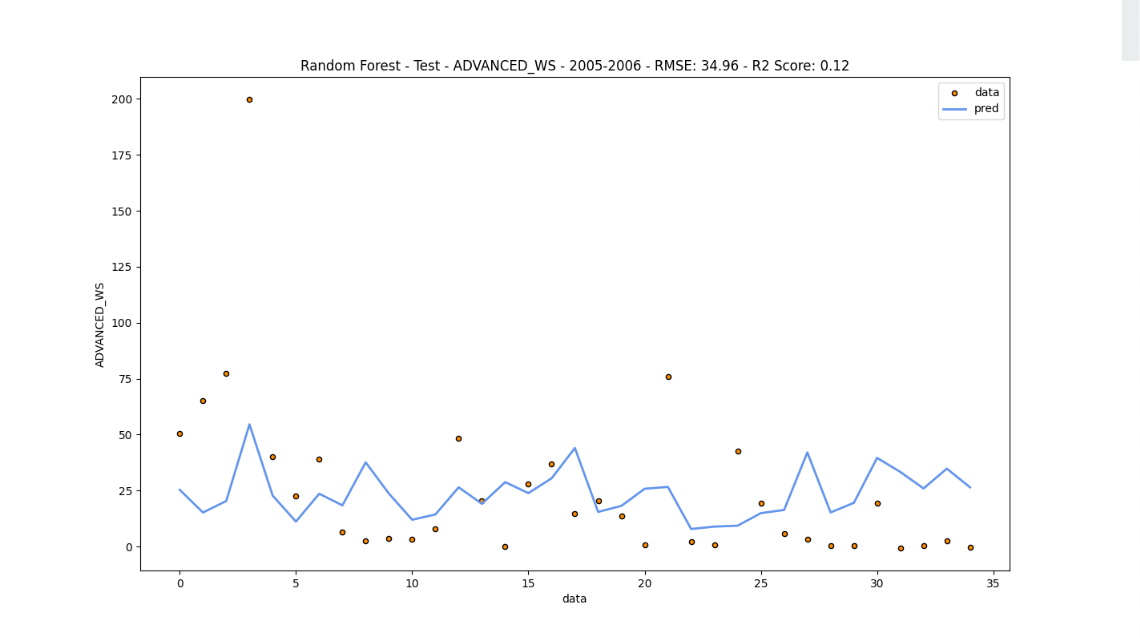 Random Forest - Test - ADVANCED_WS - 2005-2006 - RMSE: 34.96 - R2 Score: 0.12
data
pred
ADVANCED_WS
200
175
150
125
100
75
50
25
0
0 5 10 15 20 25 30 35
data